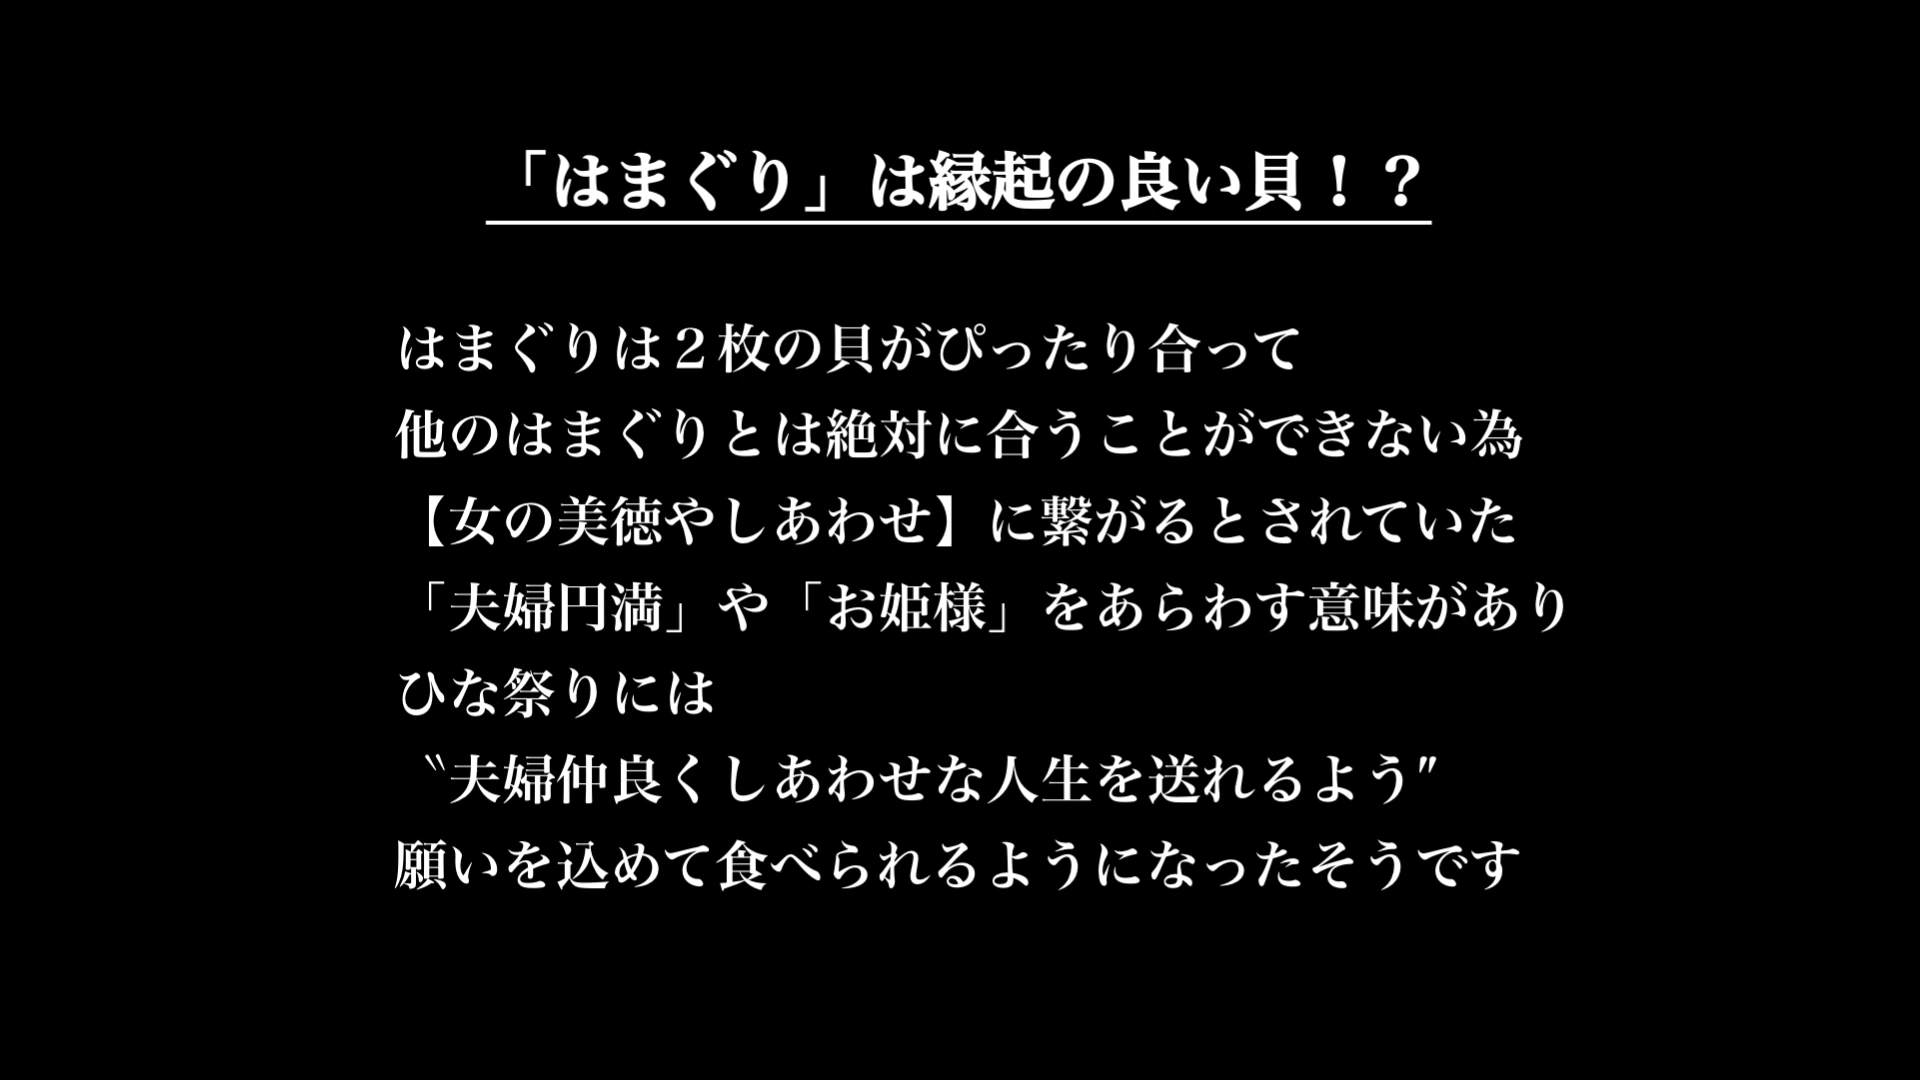 「はまぐり」は縁起の良い貝！？
はまぐりは２枚の貝がぴったり合って
他のはまぐりとは絶対に合うことができない為
【女の美徳やしあわせ】に繋がるとされていた
「夫婦円満」や「お姫様」をあらわす意味があり
ひな祭りには
〝夫婦仲良くしあわせな人生を送れるよう″
願いを込めて食べられるようになったそうです